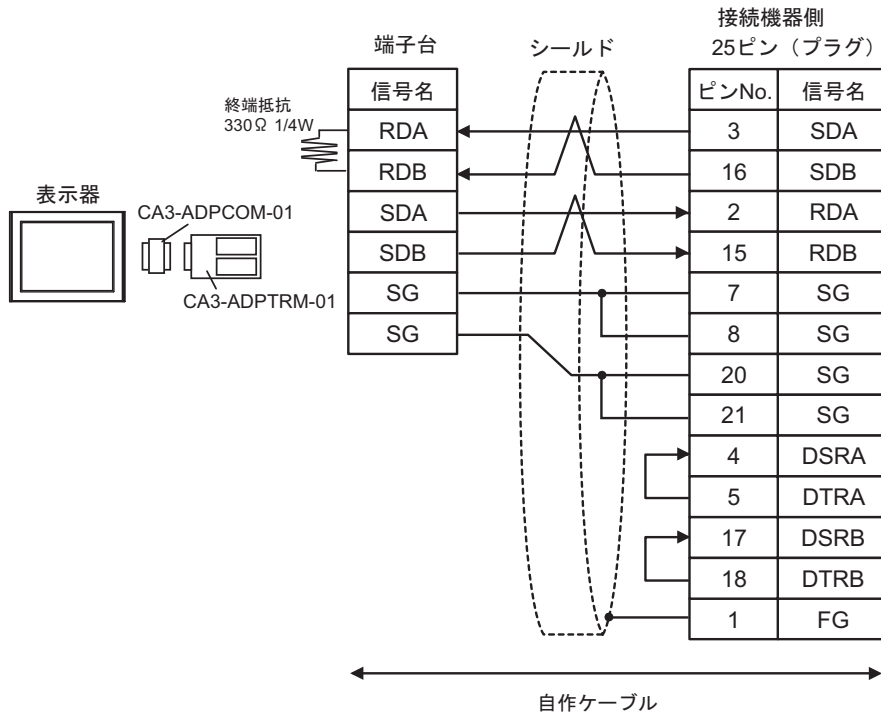 接続機器側
端子台 シールド 25ピン（プラグ）
信号名 ピンNo. 信号名
終端抵抗
330Ω 1/4W
RDA 3 SDA
RDB 16 SDB
表示器
CA3-ADPCOM-01
SDA 2 RDA
SDB 15 RDB
CA3-ADPTRM-01
SG 7 SG
SG 8 SG
20 SG
21 SG
4 DSRA
5 DTRA
17 DSRB
18 DTRB
1 FG
自作ケーブル